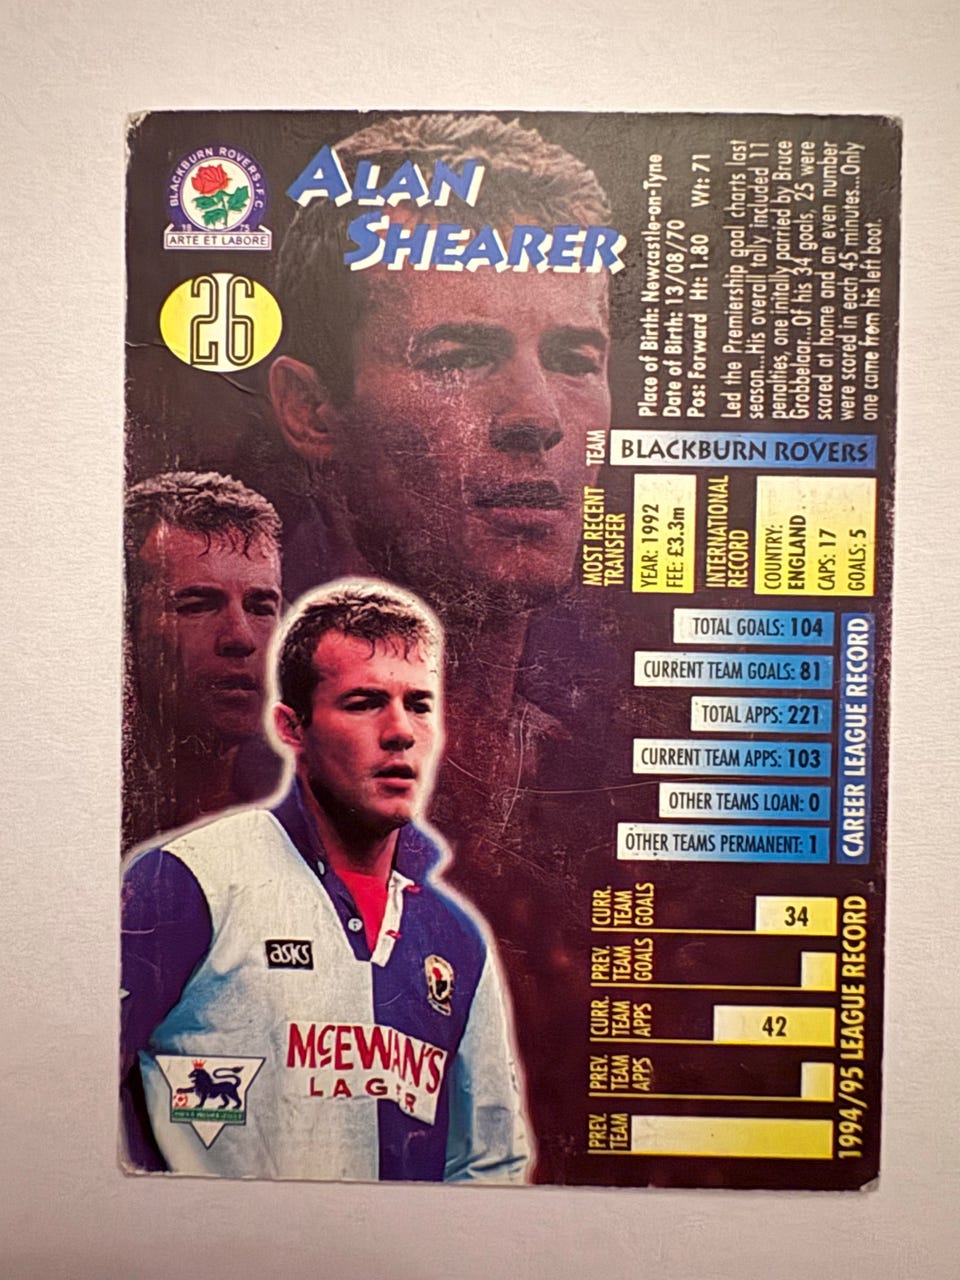 BLACKBURN ROVERS F.C.
1875
ARTE ET LABORE
ALAN
SHEARER
26
Place of Birth: Newcastle-on-Tyne
Date of Birth: 13/08/70
Pos: Forward Ht: 1.80 Wt: 71
Led the Premiership goal charts last
season....His overall tally included 11
penalties, one initally parried by Bruce
Grobbelaar...Of his 34 goals, 25 were
scored at home and an even number
were scored in each 45 minutes...Only
one came from his left boot.
TEAM
BLACKBURN ROVERS
MOST RECENT
TRANSFER
YEAR: 1992
FEE: £3.3m
INTERNATIONAL
RECORD
COUNTRY:
ENGLAND
CAPS: 17
GOALS: 5
TOTAL GOALS: 104
CURRENT TEAM GOALS: 81
TOTAL APPS: 221
CURRENT TEAM APPS: 103
OTHER TEAMS LOAN: 0
OTHER TEAMS PERMANENT: 1
CAREER LEAGUE RECORD
CURR.
TEAM
GOALS
34
PREV.
TEAM
GOALS
CURR.
TEAM
APPS
42
PREV.
TEAM
APPS
PREV.
TEAM
1994/95 LEAGUE RECORD
asics
McEWAN'S
LAGER